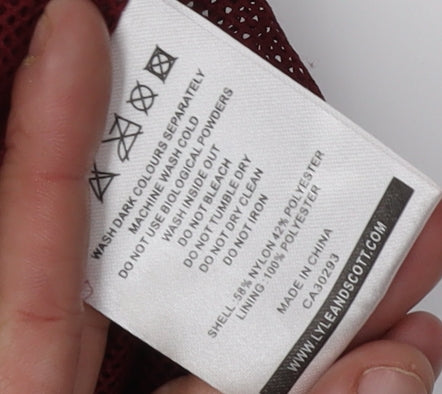 WASH DARK COLOURS SEPARATELY
MACHINE WASH COLD
DO NOT USE BIOLOGICAL POWDERS
WASH INSIDE OUT
DO NOT BLEACH
DO NOT TUMBLE DRY
DO NOT DRY CLEAN
DO NOT IRON
SHELL :58% NYLON 42% POLYESTER
LINING :100% POLYESTER
MADE IN CHINA
CA30293
WWW.LYLEANDSCOTT.COM